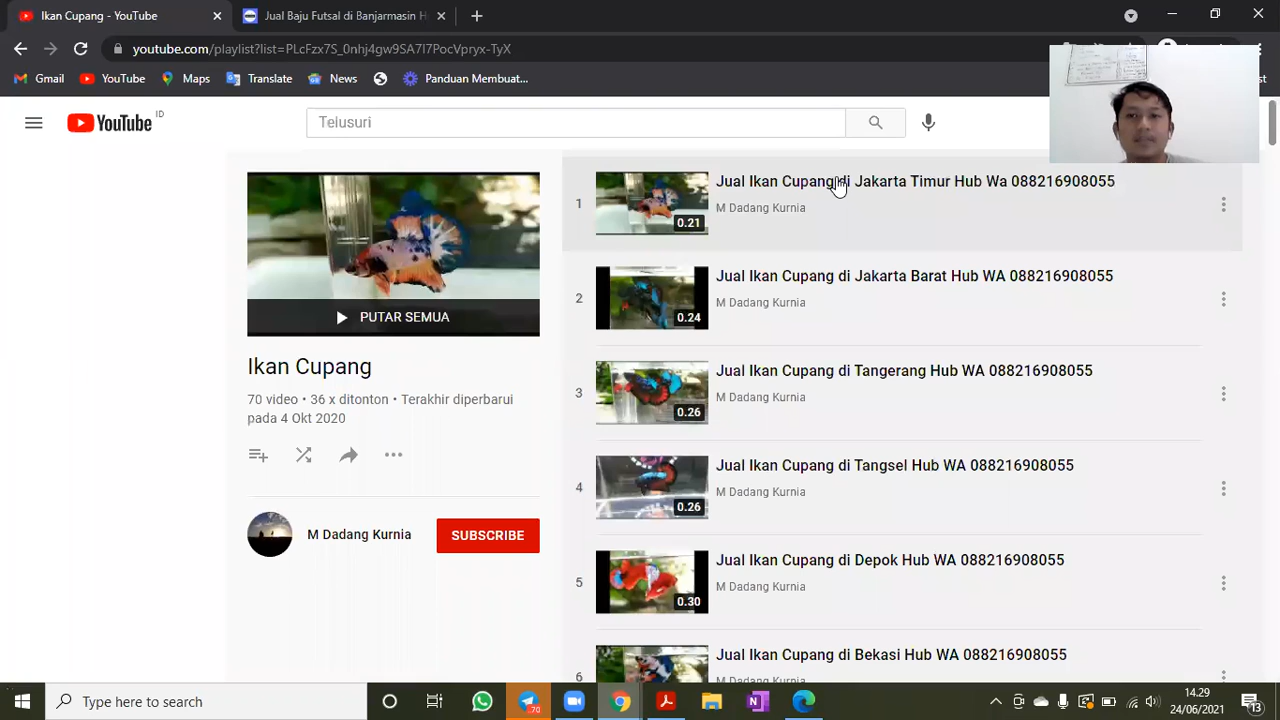 Ikan Cupang - YouTube
Jual Baju Futsal di Banjarmasin H
youtube.com/playlist?list=PLcFzx7S_0nhj4gw9SA7I7PocVpryx-TyX
Gmail
YouTube
Maps
Translate
News
Panduan Membuat...
YouTube ID
Telusuri
PUTAR SEMUA
Ikan Cupang
70 video • 36 x ditonton • Terakhir diperbarui
pada 4 Okt 2020
M Dadang Kurnia
SUBSCRIBE
1
0.21
Jual Ikan Cupang di Jakarta Timur Hub Wa 088216908055
M Dadang Kurnia
2
0.24
Jual Ikan Cupang di Jakarta Barat Hub WA 088216908055
M Dadang Kurnia
3
0.26
Jual Ikan Cupang di Tangerang Hub WA 088216908055
M Dadang Kurnia
4
0.26
Jual Ikan Cupang di Tangsel Hub WA 088216908055
M Dadang Kurnia
5
0.30
Jual Ikan Cupang di Depok Hub WA 088216908055
M Dadang Kurnia
6
Jual Ikan Cupang di Bekasi Hub WA 088216908055
M Dadang Kurnia
Type here to search
70
14.29
24/06/2021
13